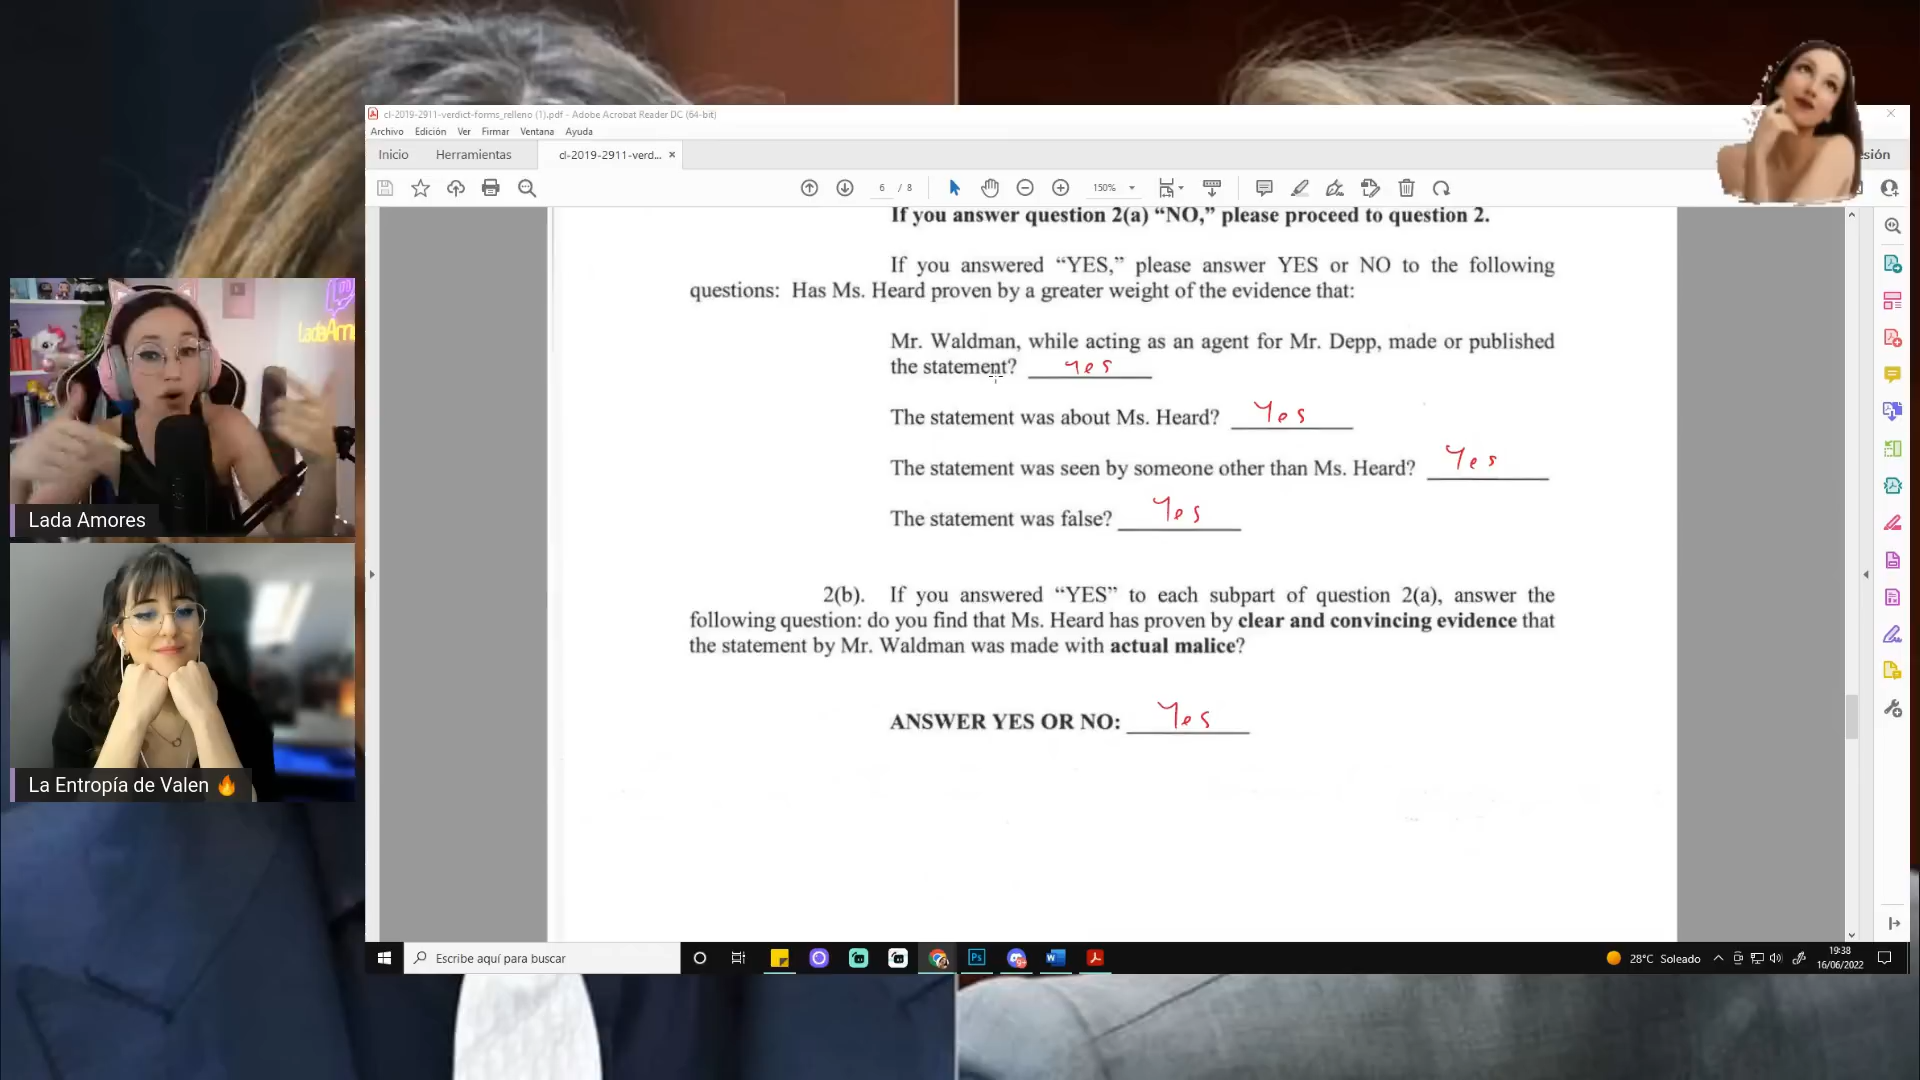 cl-2019-2911-verdict-forms_relleno (1).pdf - Adobe Acrobat Reader DC (64-bit)
Archivo Edición Ver Firmar Ventana Ayuda
Inicio Herramientas cl-2019-2911-verd... × esión
6 / 8 150%
If you answer question 2(a) “NO,” please proceed to question 2.
If you answered “YES,” please answer YES or NO to the following
questions: Has Ms. Heard proven by a greater weight of the evidence that:
Mr. Waldman, while acting as an agent for Mr. Depp, made or published
the statement? Yes
The statement was about Ms. Heard? Yes
The statement was seen by someone other than Ms. Heard? Yes
The statement was false? Yes
2(b). If you answered “YES” to each subpart of question 2(a), answer the
following question: do you find that Ms. Heard has proven by clear and convincing evidence that
the statement by Mr. Waldman was made with actual malice?
ANSWER YES OR NO: Yes
LadaAm
Lada Amores
La Entropía de Valen 🔥
Escribe aquí para buscar
Ps
W
28°C Soleado
19:38
16/06/2022